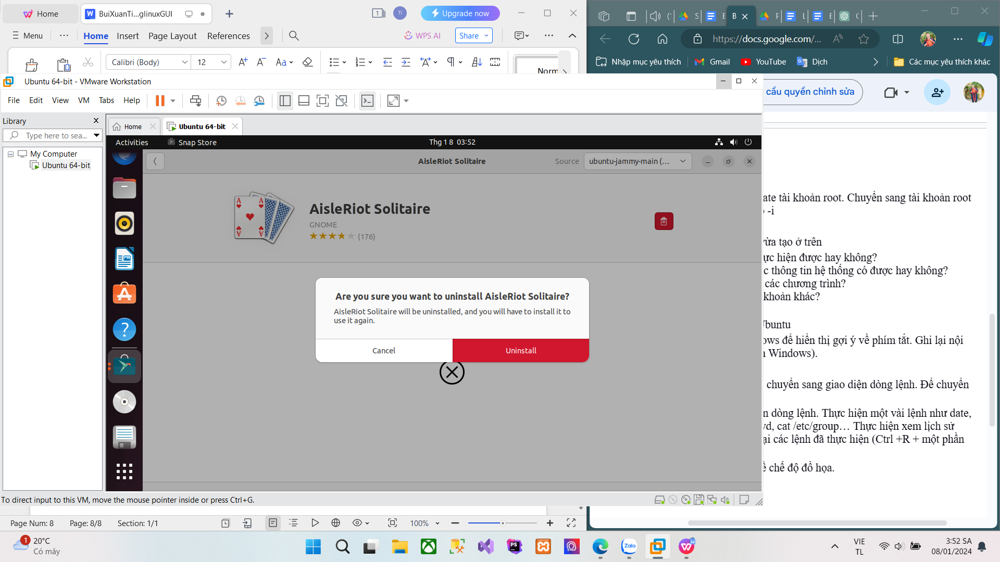 Home
BuiXuanTi...glinuxGUI
1
Ti
Upgrade now
Menu
Home
Insert
Page Layout
References
WPS AI
Share
Calibri (Body)
12
Aa
Norm
https://docs.google.com/...
Nhập mục yêu thích
Gmail
YouTube
Dịch
Các mục yêu thích khác
Ubuntu 64-bit - VMware Workstation
File
Edit
View
VM
Tabs
Help
cầu quyền chỉnh sửa
Library
Type here to sea...
My Computer
Ubuntu 64-bit
Home
Ubuntu 64-bit
Activities
Snap Store
Thg 1 8 03:52
AisleRiot Solitaire
Source
ubuntu-jammy-main (...
AisleRiot Solitaire
GNOME
(176)
Are you sure you want to uninstall AisleRiot Solitaire?
AisleRiot Solitaire will be uninstalled, and you will have to install it to
use it again.
Cancel
Uninstall
ate tài khoản root. Chuyển sang tài khoản root
-i
vừa tạo ở trên
ực hiện được hay không?
c thông tin hệ thống có được hay không?
các chương trình?
khoản khác?
Ubuntu
ows để hiển thị gợi ý về phím tắt. Ghi lại nội
n Windows).
chuyển sang giao diện dòng lệnh. Để chuyển
n dòng lệnh. Thực hiện một vài lệnh như date,
vd, cat /etc/group… Thực hiện xem lịch sử
ại các lệnh đã thực hiện (Ctrl +R + một phần
ề chế độ đồ họa.
To direct input to this VM, move the mouse pointer inside or press Ctrl+G.
Page Num: 8
Page: 8/8
Section: 1/1
100%
1
20°C
Có mây
Zalo
VIE
TL
3:52 SA
08/01/2024